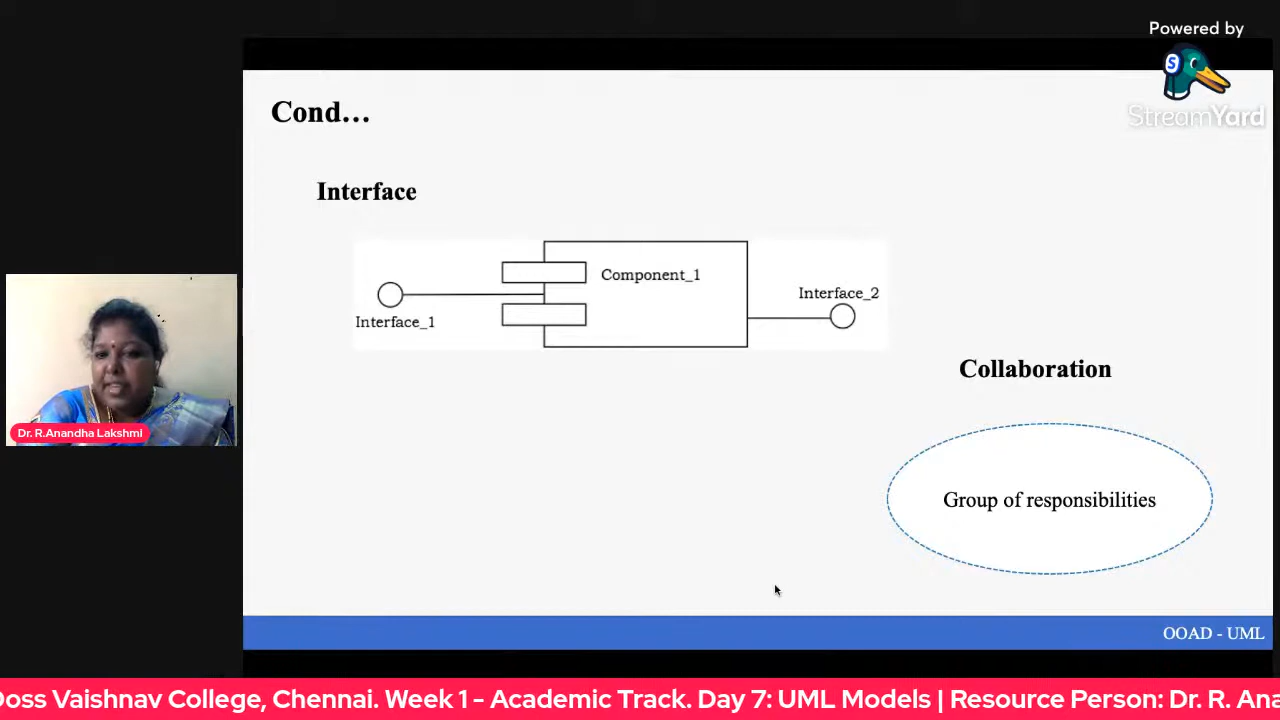 Powered by
StreamYard
Cond...
Interface
Component_1
Interface_2
Interface_1
Collaboration
Group of responsibilities
Dr. R.Anandha Lakshmi
OOAD - UML
Doss Vaishnav College, Chennai. Week 1 - Academic Track. Day 7: UML Models | Resource Person: Dr. R. Ana